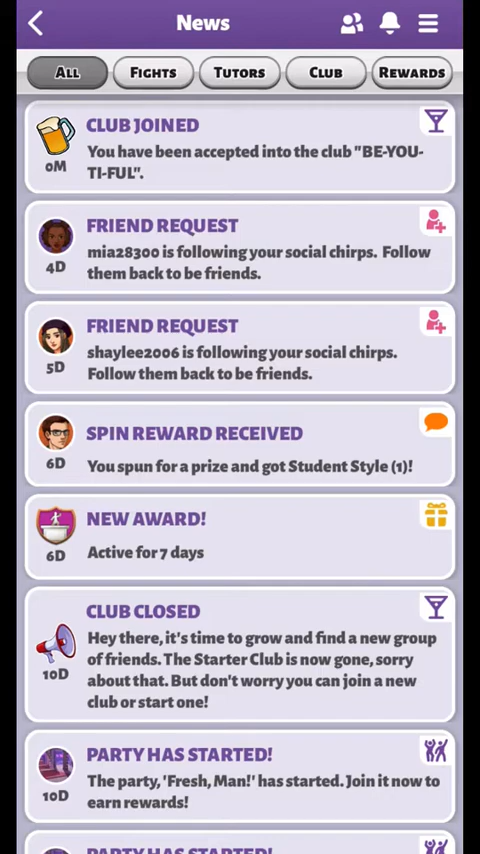 News
ALL
FIGHTS
TUTORS
CLUB
REWARDS
CLUB JOINED
You have been accepted into the club "BE-YOU-
TI-FUL".
0M
FRIEND REQUEST
mia28300 is following your social chirps. Follow
them back to be friends.
4D
FRIEND REQUEST
shaylee2006 is following your social chirps.
Follow them back to be friends.
5D
SPIN REWARD RECEIVED
You spun for a prize and got Student Style (1)!
6D
NEW AWARD!
Active for 7 days
6D
CLUB CLOSED
Hey there, it's time to grow and find a new group
of friends. The Starter Club is now gone, sorry
about that. But don't worry you can join a new
club or start one!
10D
PARTY HAS STARTED!
The party, 'Fresh, Man!' has started. Join it now to
earn rewards!
10D
PARTY HAS STARTED!